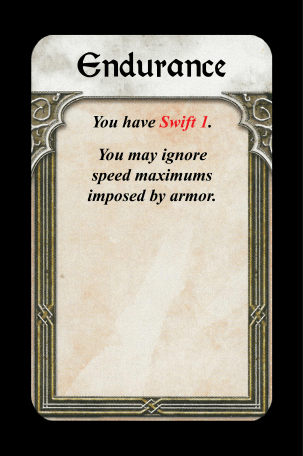 Endurance
You have Swift 1.
You may ignore
speed maximums
imposed by armor.